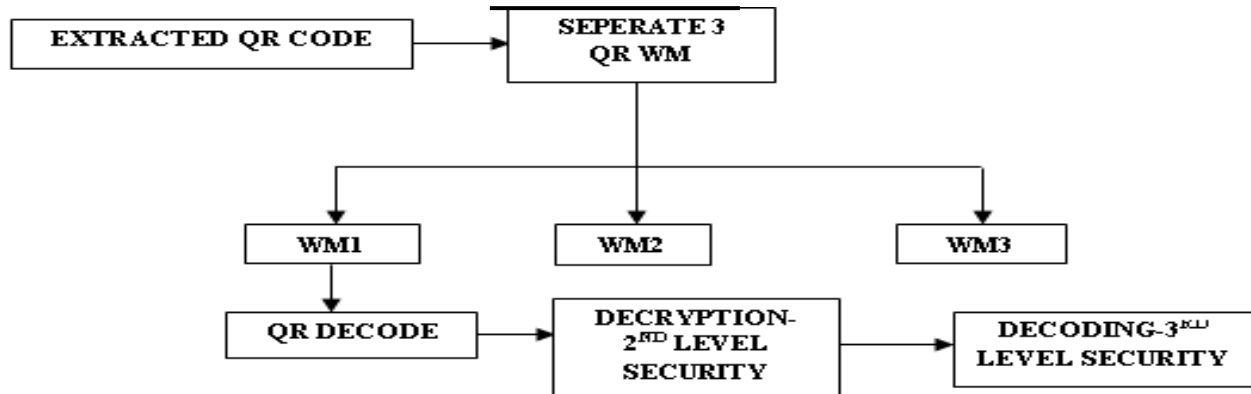 EXTRACTED QR CODE
SEPERATE 3
QR WM
WM1
WM2
WM3
QR DECODE
DECRYPTION-
2ND LEVEL
SECURITY
DECODING-3RD
LEVEL SECURITY